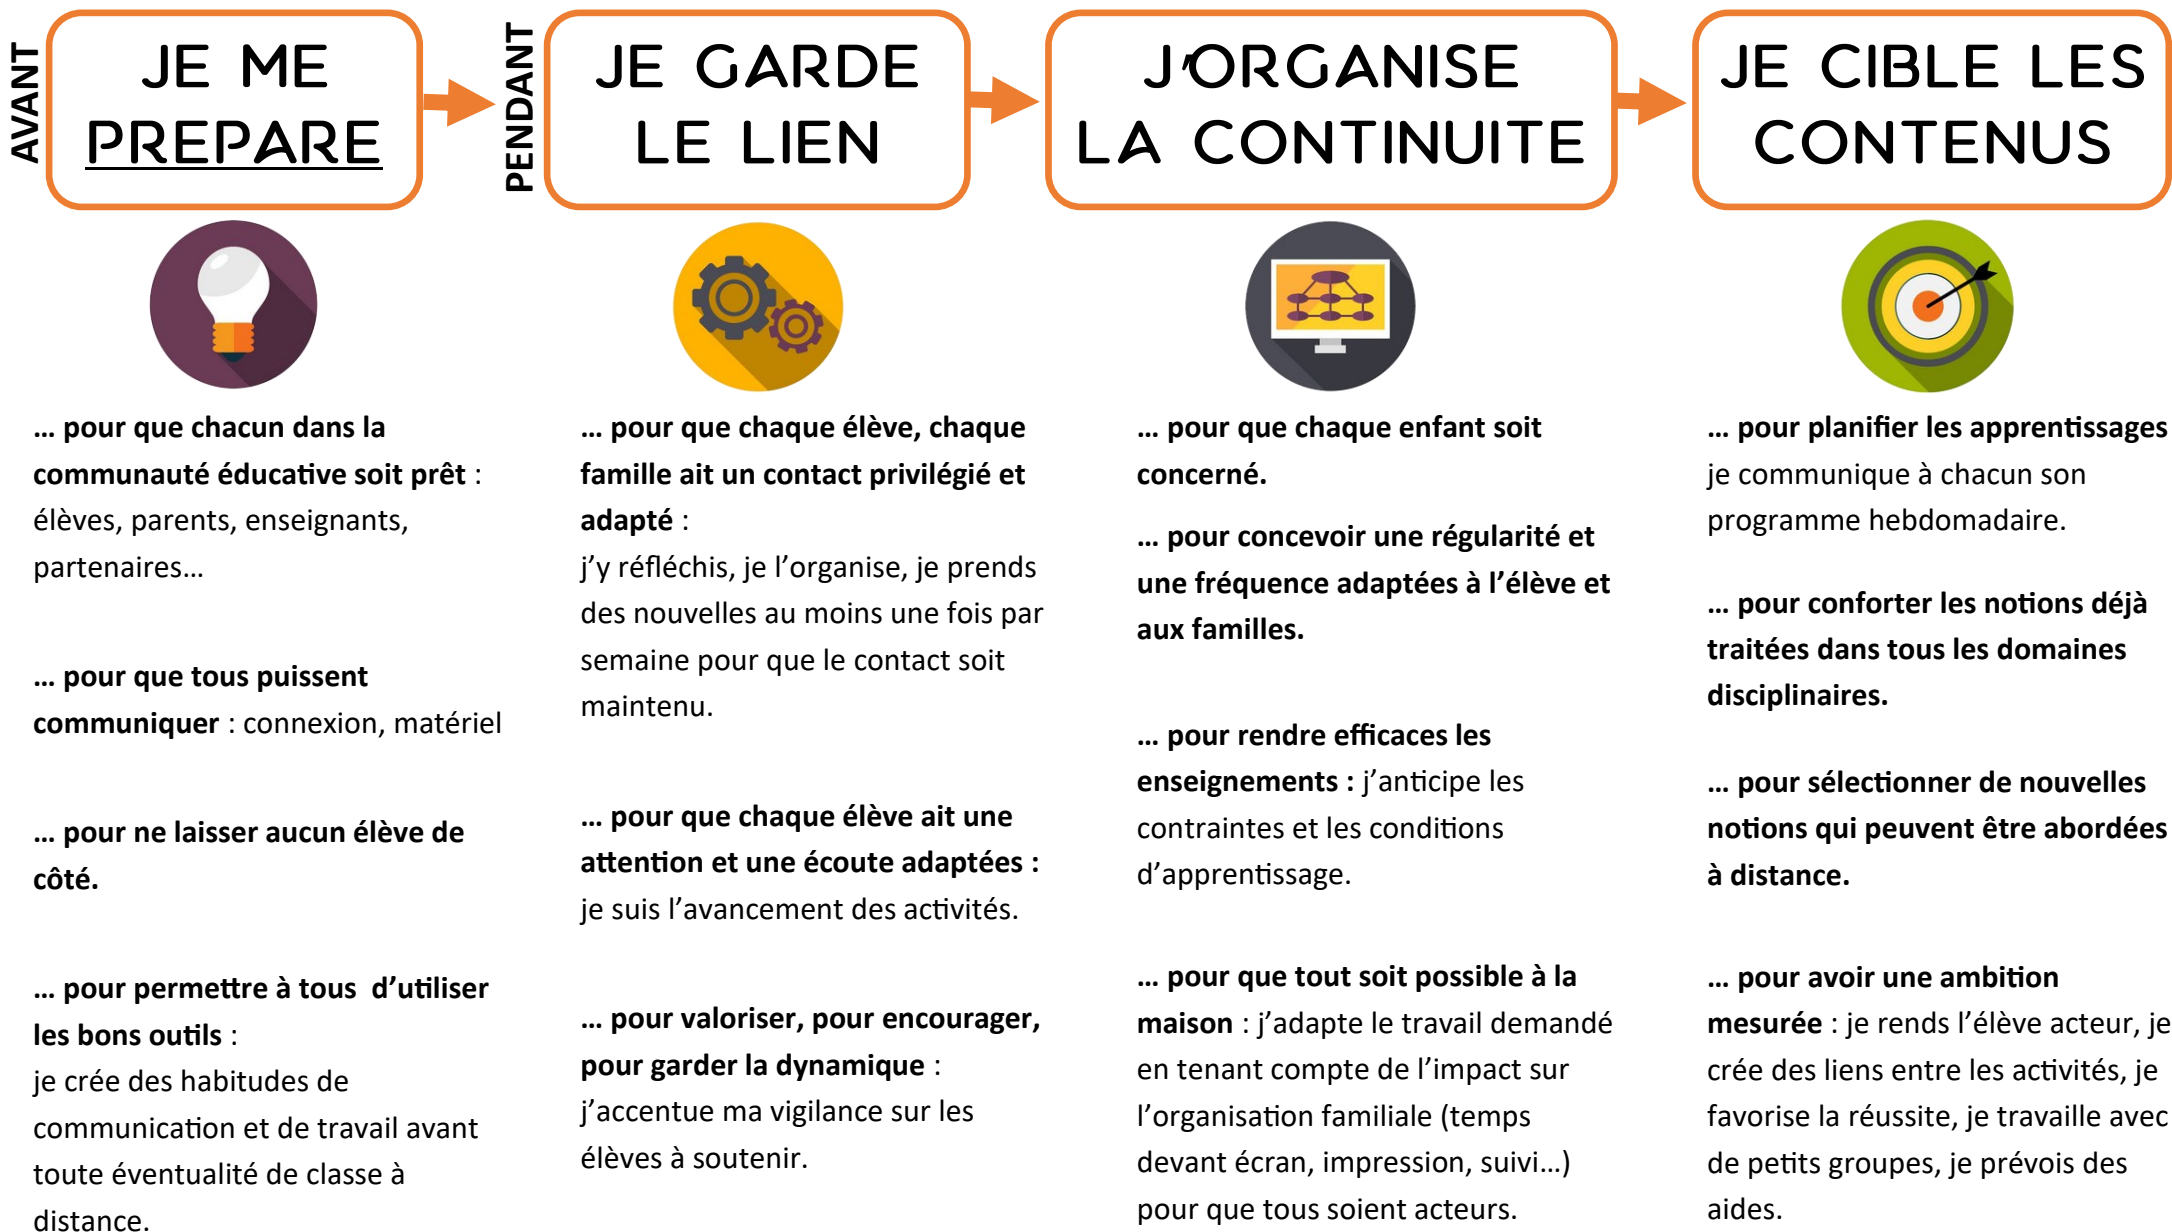 AVANT
JE ME
PREPARE
PENDANT
JE GARDE
LE LIEN
J'ORGANISE
LA CONTINUITE
JE CIBLE LES
CONTENUS
... pour que chacun dans la
communauté éducative soit prêt :
élèves, parents, enseignants,
partenaires...
... pour que tous puissent
communiquer : connexion, matériel
... pour ne laisser aucun élève de
côté.
... pour permettre à tous d’utiliser
les bons outils :
je crée des habitudes de
communication et de travail avant
toute éventualité de classe à
distance.
... pour que chaque élève, chaque
famille ait un contact privilégié et
adapté :
j’y réfléchis, je l’organise, je prends
des nouvelles au moins une fois par
semaine pour que le contact soit
maintenu.
... pour que chaque élève ait une
attention et une écoute adaptées :
je suis l’avancement des activités.
... pour valoriser, pour encourager,
pour garder la dynamique :
j’accentue ma vigilance sur les
élèves à soutenir.
... pour que chaque enfant soit
concerné.
... pour concevoir une régularité et
une fréquence adaptées à l’élève et
aux familles.
... pour rendre efficaces les
enseignements : j’anticipe les
contraintes et les conditions
d’apprentissage.
... pour que tout soit possible à la
maison : j’adapte le travail demandé
en tenant compte de l’impact sur
l’organisation familiale (temps
devant écran, impression, suivi...)
pour que tous soient acteurs.
... pour planifier les apprentissages
je communique à chacun son
programme hebdomadaire.
... pour conforter les notions déjà
traitées dans tous les domaines
disciplinaires.
... pour sélectionner de nouvelles
notions qui peuvent être abordées
à distance.
... pour avoir une ambition
mesurée : je rends l’élève acteur, je
crée des liens entre les activités, je
favorise la réussite, je travaille avec
de petits groupes, je prévois des
aides.